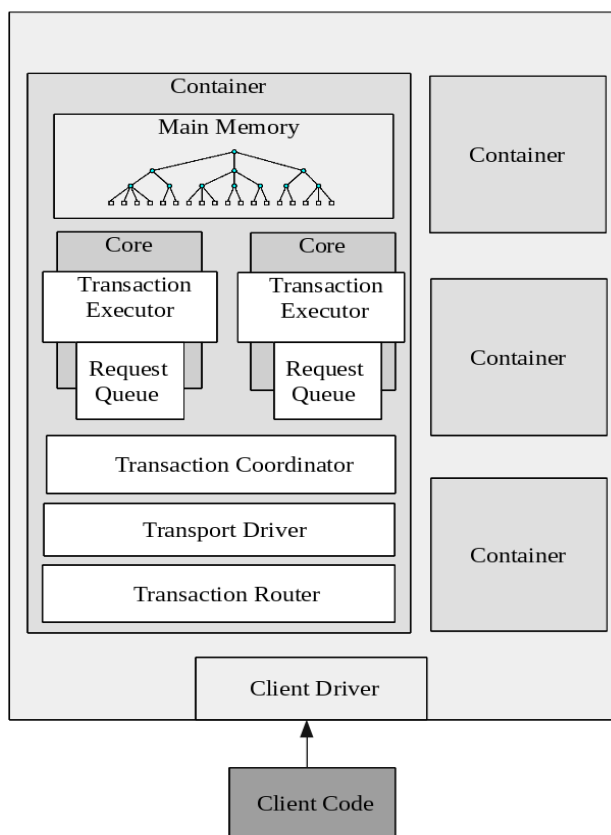 Container
Main Memory
Core
Transaction
Executor
Request
Queue
Core
Transaction
Executor
Request
Queue
Transaction Coordinator
Transport Driver
Transaction Router
Container
Container
Container
Client Driver
Client Code